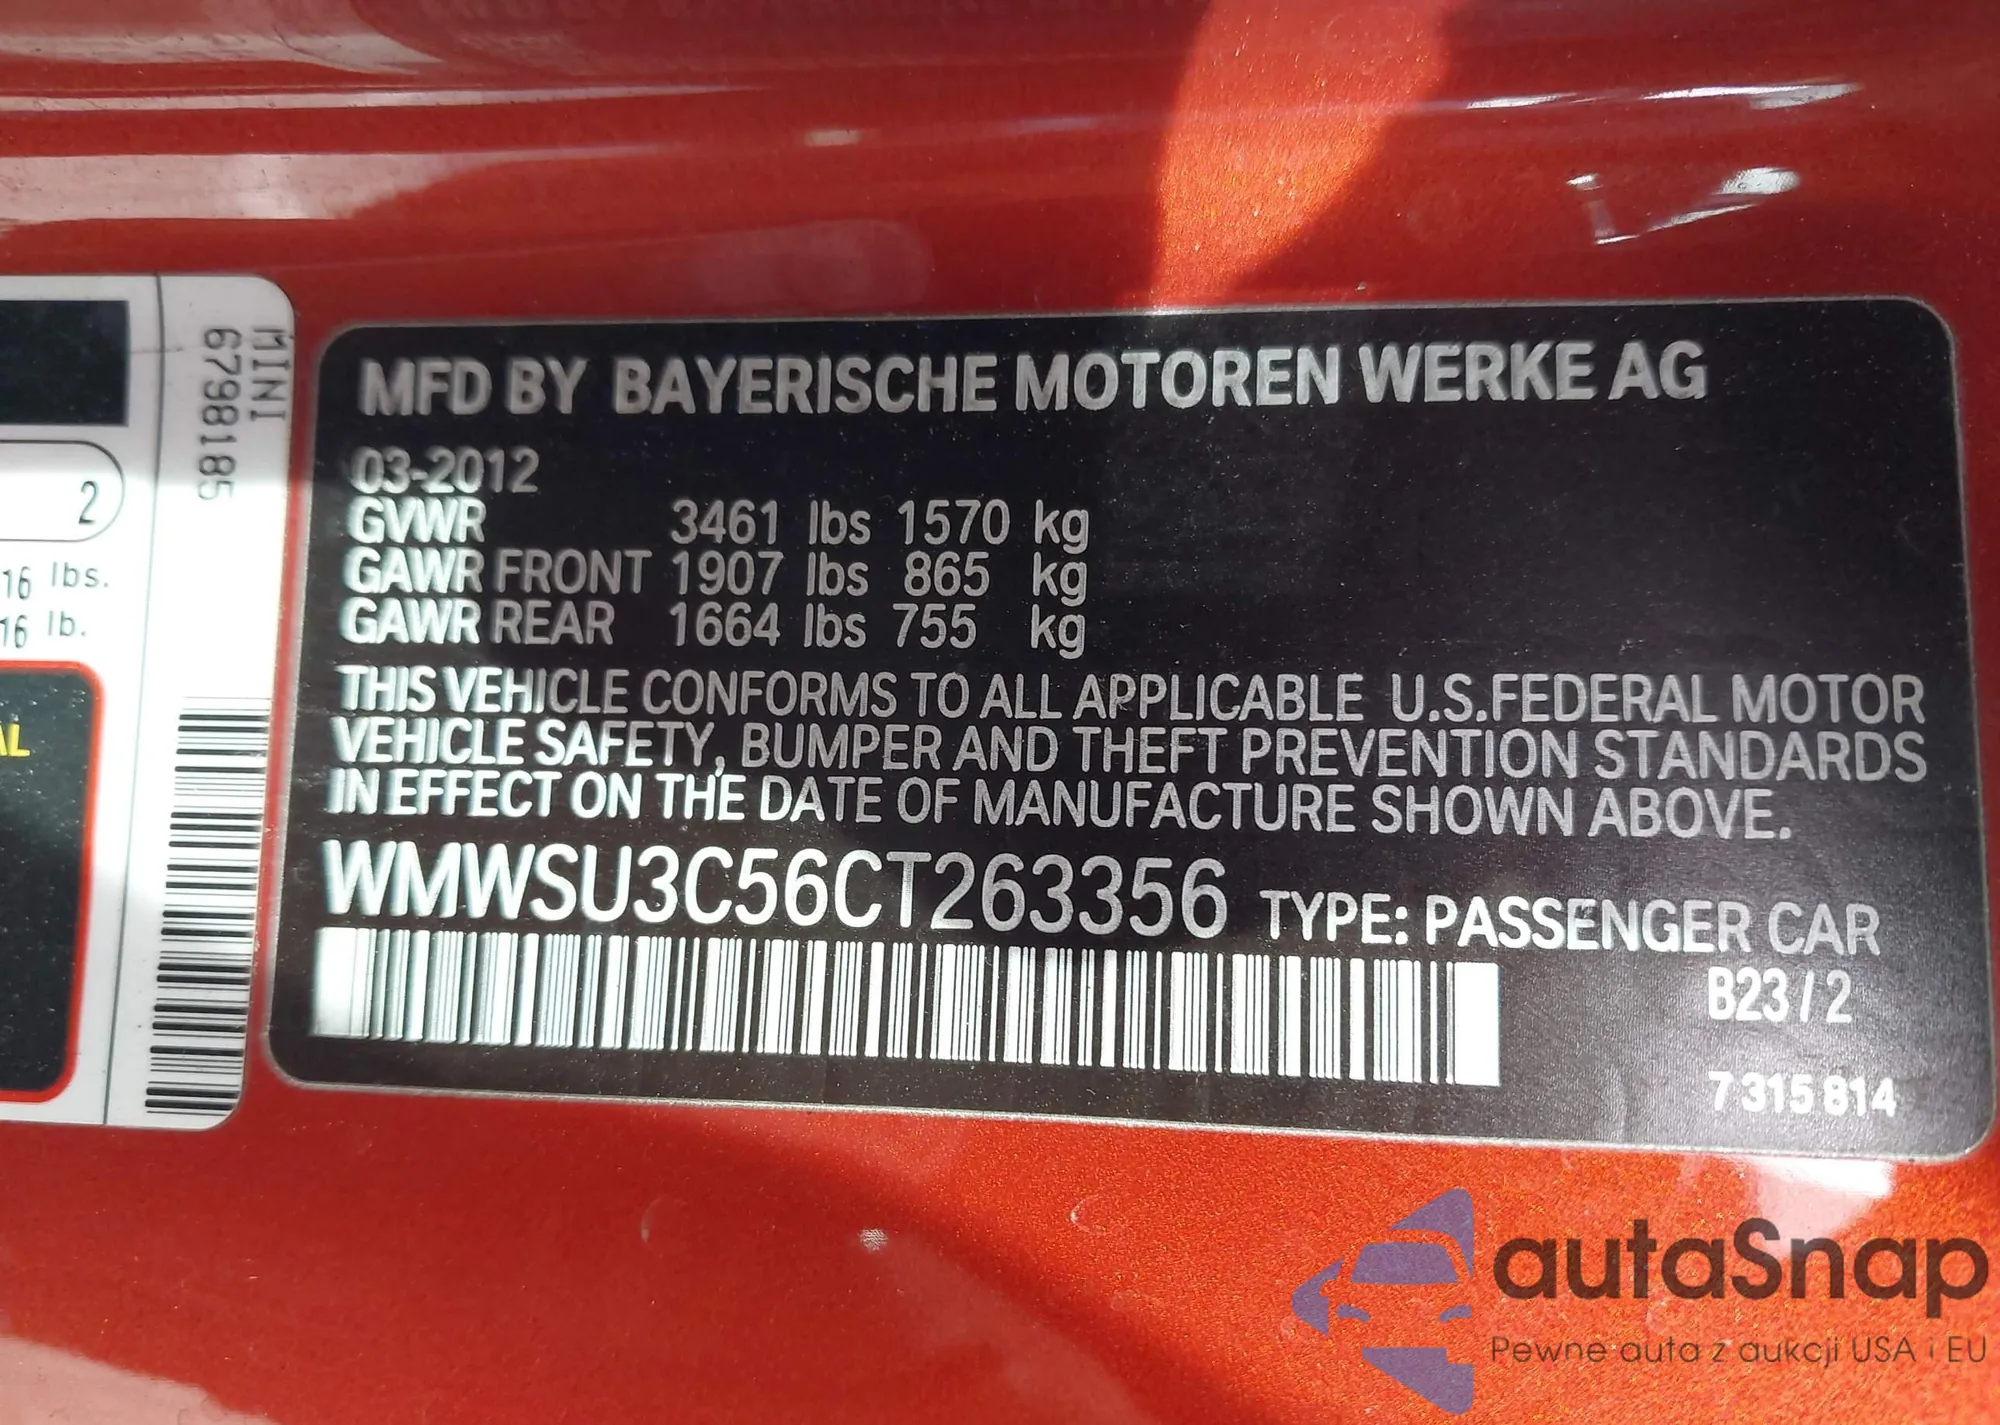 MFD BY BAYERISCHE MOTOREN WERKE AG
03-2012
GVWR 3461 lbs 1570 kg
GAWR FRONT 1907 lbs 865 kg
GAWR REAR 1664 lbs 755 kg
THIS VEHICLE CONFORMS TO ALL APPLICABLE U.S.FEDERAL MOTOR
VEHICLE SAFETY, BUMPER AND THEFT PREVENTION STANDARDS
IN EFFECT ON THE DATE OF MANUFACTURE SHOWN ABOVE.
WMWSU3C56CT263356 TYPE: PASSENGER CAR
B23/2
7 315 814
MINI
6798185
2
16 lbs.
16 lb.
AL
autaSnap
Pewne auta z aukcji USA i EU